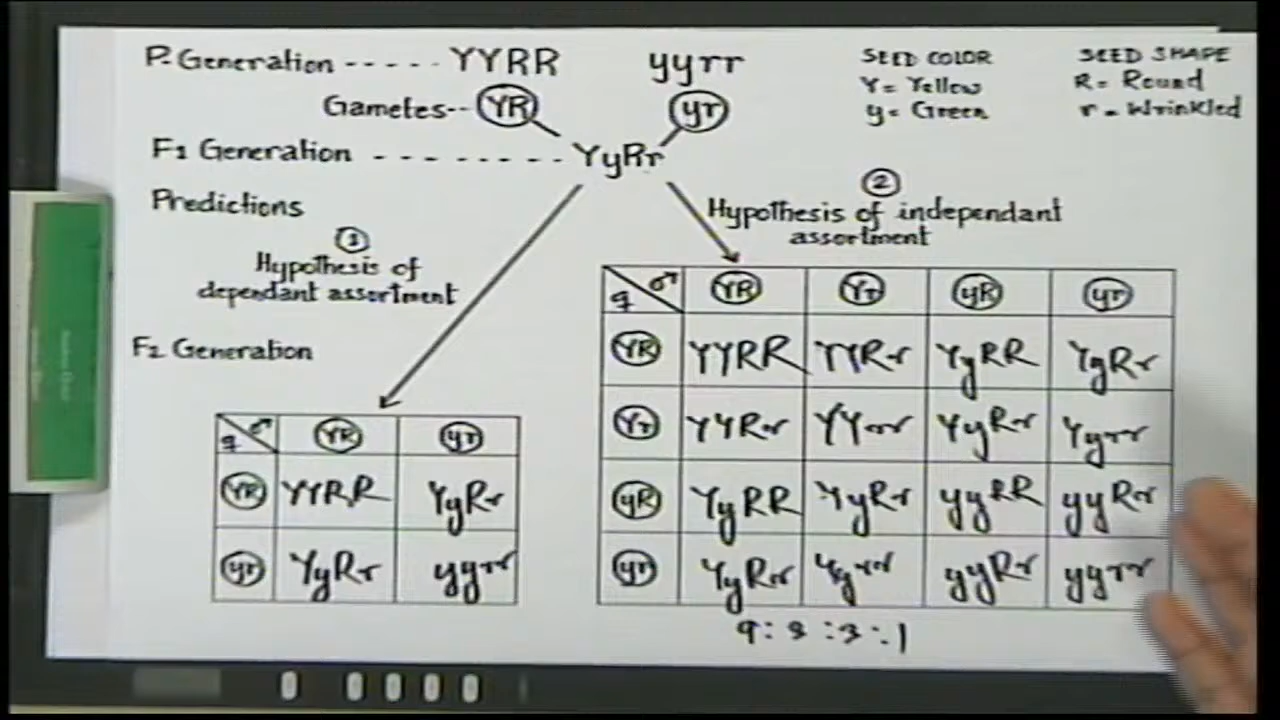 P-Generation ----- YYRR yyrr
SEED COLOR
Y= Yellow
y= Green
SEED SHAPE
R= Round
r= Wrinkled
Gametes-- YR yr
F1 Generation - - - - - - - - YyRr
Predictions
1
Hypothesis of
dependant assortment
2
Hypothesis of independant
assortment
F2 Generation
♀ ♂ YR yr
YR YYRR YyRr
yr YyRr yyrr
♀ ♂ YR Yr yR yr
YR YYRR YYRr YyRR YyRr
Yr YYRr YYrr YyRr Yyrr
yR YyRR YyRr yyRR yyRr
yr YyRr Yyrr yyRr yyrr
9:3:3:1